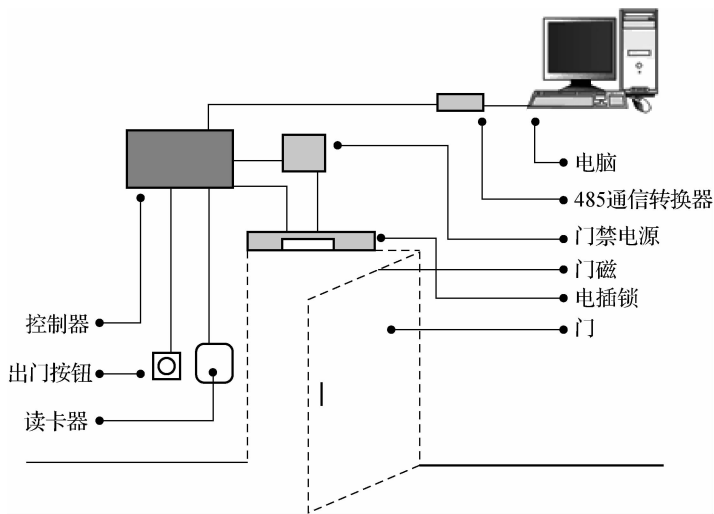 电脑
485通信转换器
门禁电源
门磁
电插锁
门
控制器
出门按钮
读卡器